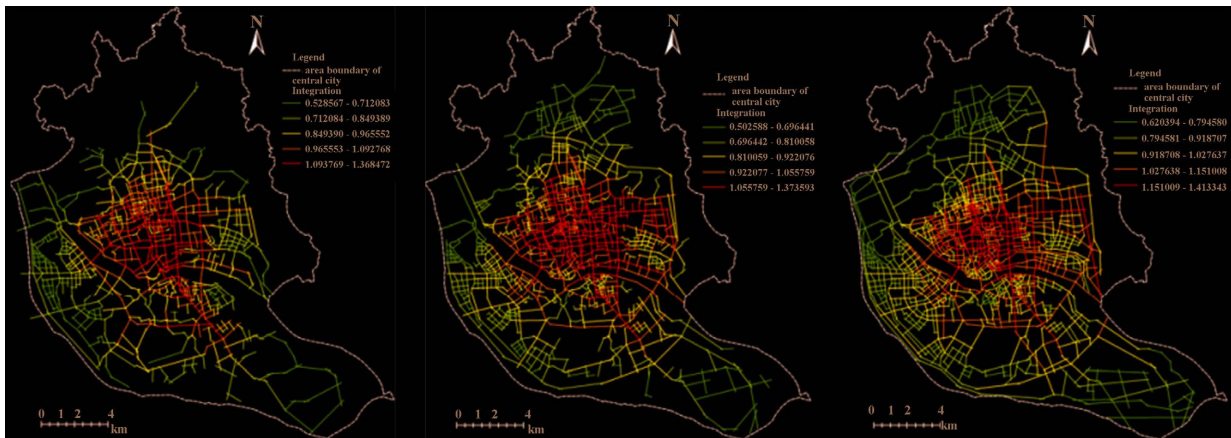 N
Legend
area boundary of
central city
Integration
0.528567 - 0.712083
0.712084 - 0.849389
0.849390 - 0.965552
0.965553 - 1.092768
1.093769 - 1.368472
0 1 2 4
km
N
Legend
area boundary of
central city
Integration
0.502588 - 0.696441
0.696442 - 0.810058
0.810059 - 0.922076
0.922077 - 1.055759
1.055759 - 1.373593
0 1 2 4
km
N
Legend
area boundary of
central city
Integration
0.620394 - 0.794580
0.794581 - 0.918707
0.918708 - 1.027637
1.027638 - 1.151008
1.151009 - 1.413343
0 1 2 4
km